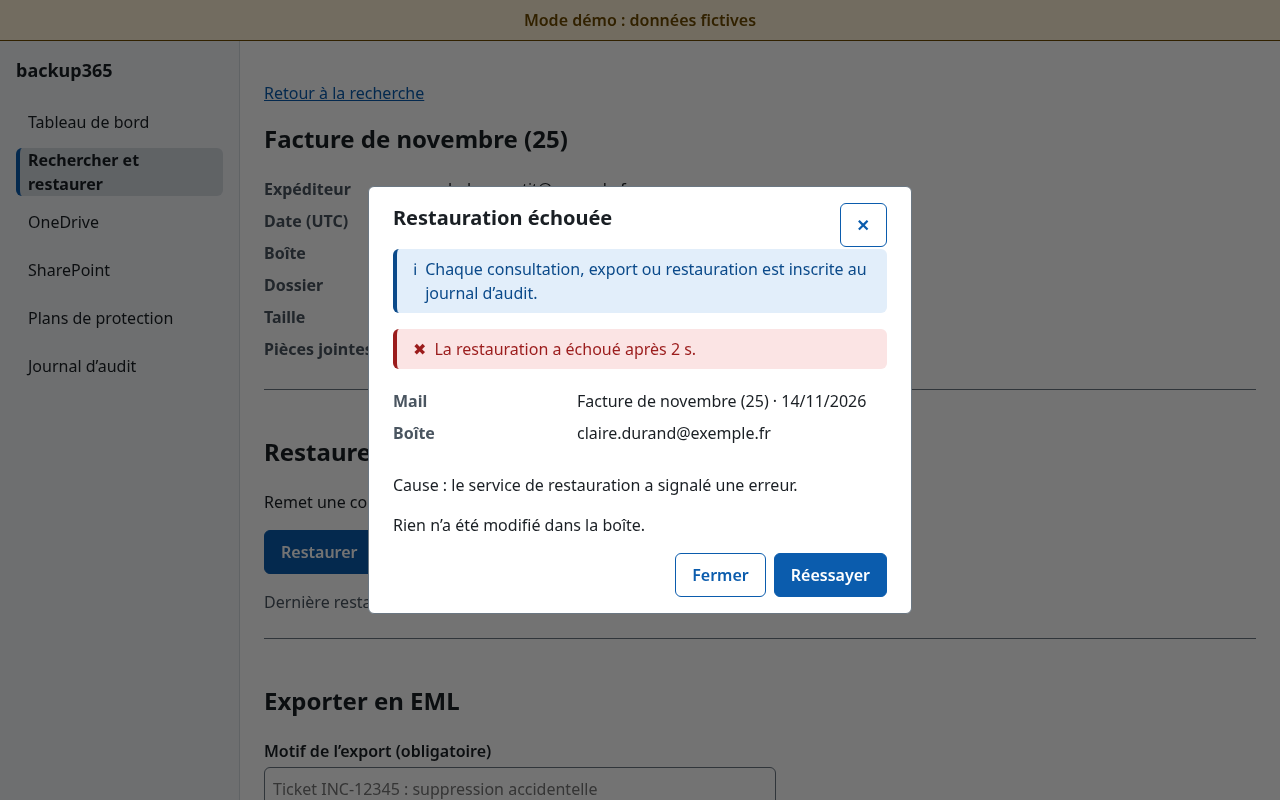 Mode démo : données fictives
backup365
Tableau de bord
Rechercher et
restaurer
OneDrive
SharePoint
Plans de protection
Journal d’audit
Retour à la recherche
Facture de novembre (25)
Expéditeur
Date (UTC)
Boîte
Dossier
Taille
Pièces jointes
Restauration échouée
×
i Chaque consultation, export ou restauration est inscrite au
journal d’audit.
✖ La restauration a échoué après 2 s.
Mail Facture de novembre (25) · 14/11/2026
Boîte claire.durand@exemple.fr
Cause : le service de restauration a signalé une erreur.
Rien n’a été modifié dans la boîte.
Fermer Réessayer
Remet une co
Restaurer
Dernière
Exporter en EML
Motif de l’export (obligatoire)
Ticket INC-12345 : suppression accidentelle